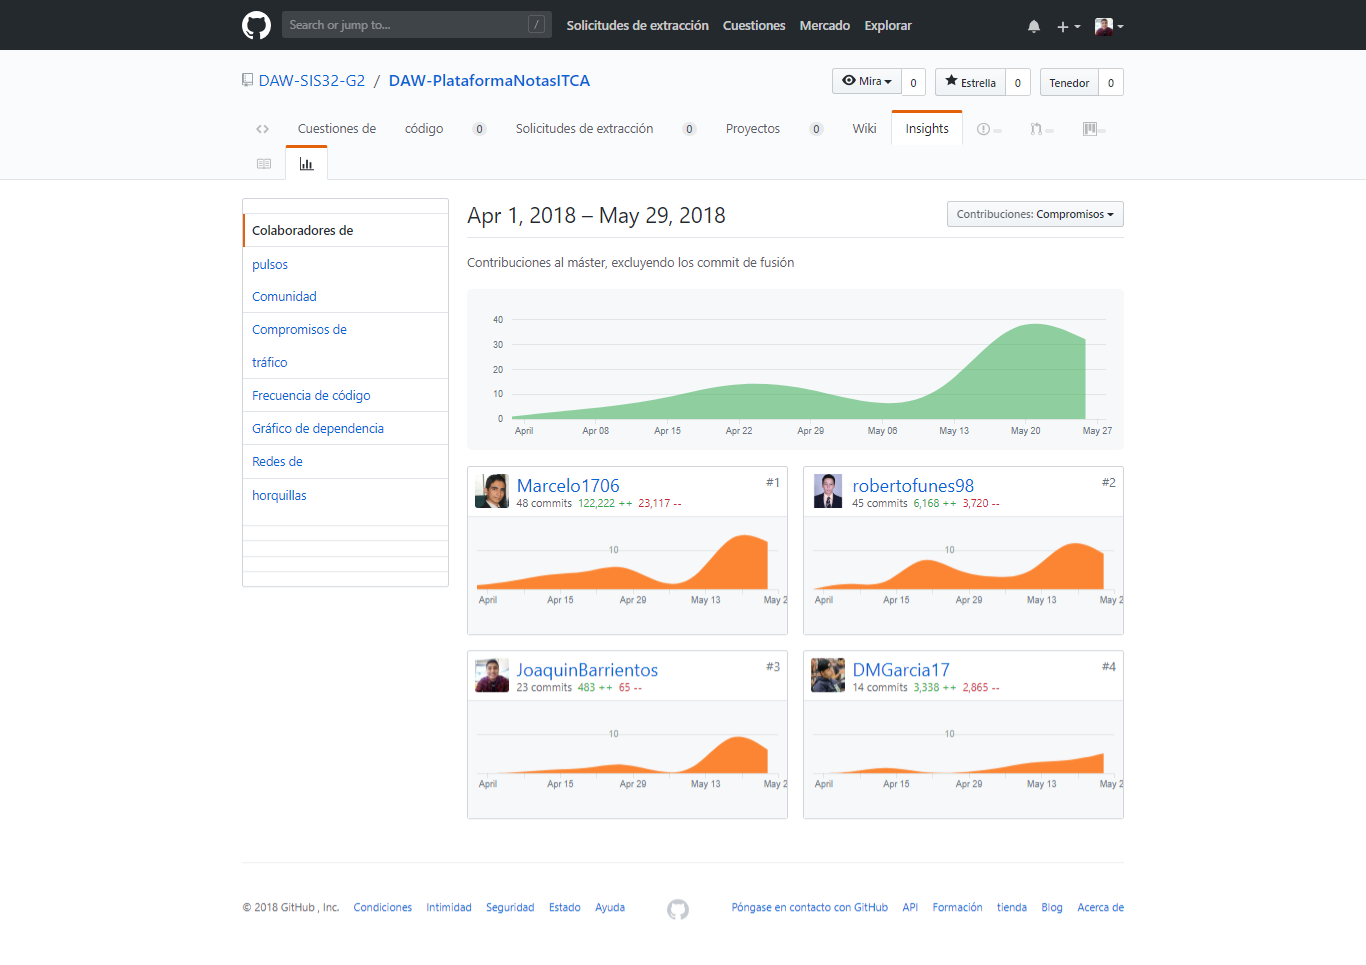 Search or jump to... / Solicitudes de extracción Cuestiones Mercado Explorar
DAW-SIS32-G2 / DAW-PlataformaNotasITCA Mira 0 Estrella 0 Tenedor 0
Cuestiones de código 0 Solicitudes de extracción 0 Proyectos 0 Wiki Insights
Colaboradores de
pulsos
Comunidad
Compromisos de
tráfico
Frecuencia de código
Gráfico de dependencia
Redes de
horquillas
Apr 1, 2018 – May 29, 2018 Contribuciones: Compromisos
Contribuciones al máster, excluyendo los commit de fusión
40
30
20
10
0
April Apr 08 Apr 15 Apr 22 Apr 29 May 06 May 13 May 20 May 27
Marcelo1706 #1
48 commits 122,222 ++ 23,117 --
10
April Apr 15 Apr 29 May 13 May 2
robertofunes98 #2
45 commits 6,168 ++ 3,720 --
10
April Apr 15 Apr 29 May 13 May 2
JoaquinBarrientos #3
23 commits 483 ++ 65 --
10
April Apr 15 Apr 29 May 13 May 2
DMGarcia17 #4
14 commits 3,338 ++ 2,865 --
10
April Apr 15 Apr 29 May 13 May 2
© 2018 GitHub , Inc. Condiciones Intimidad Seguridad Estado Ayuda Póngase en contacto con GitHub API Formación tienda Blog Acerca de